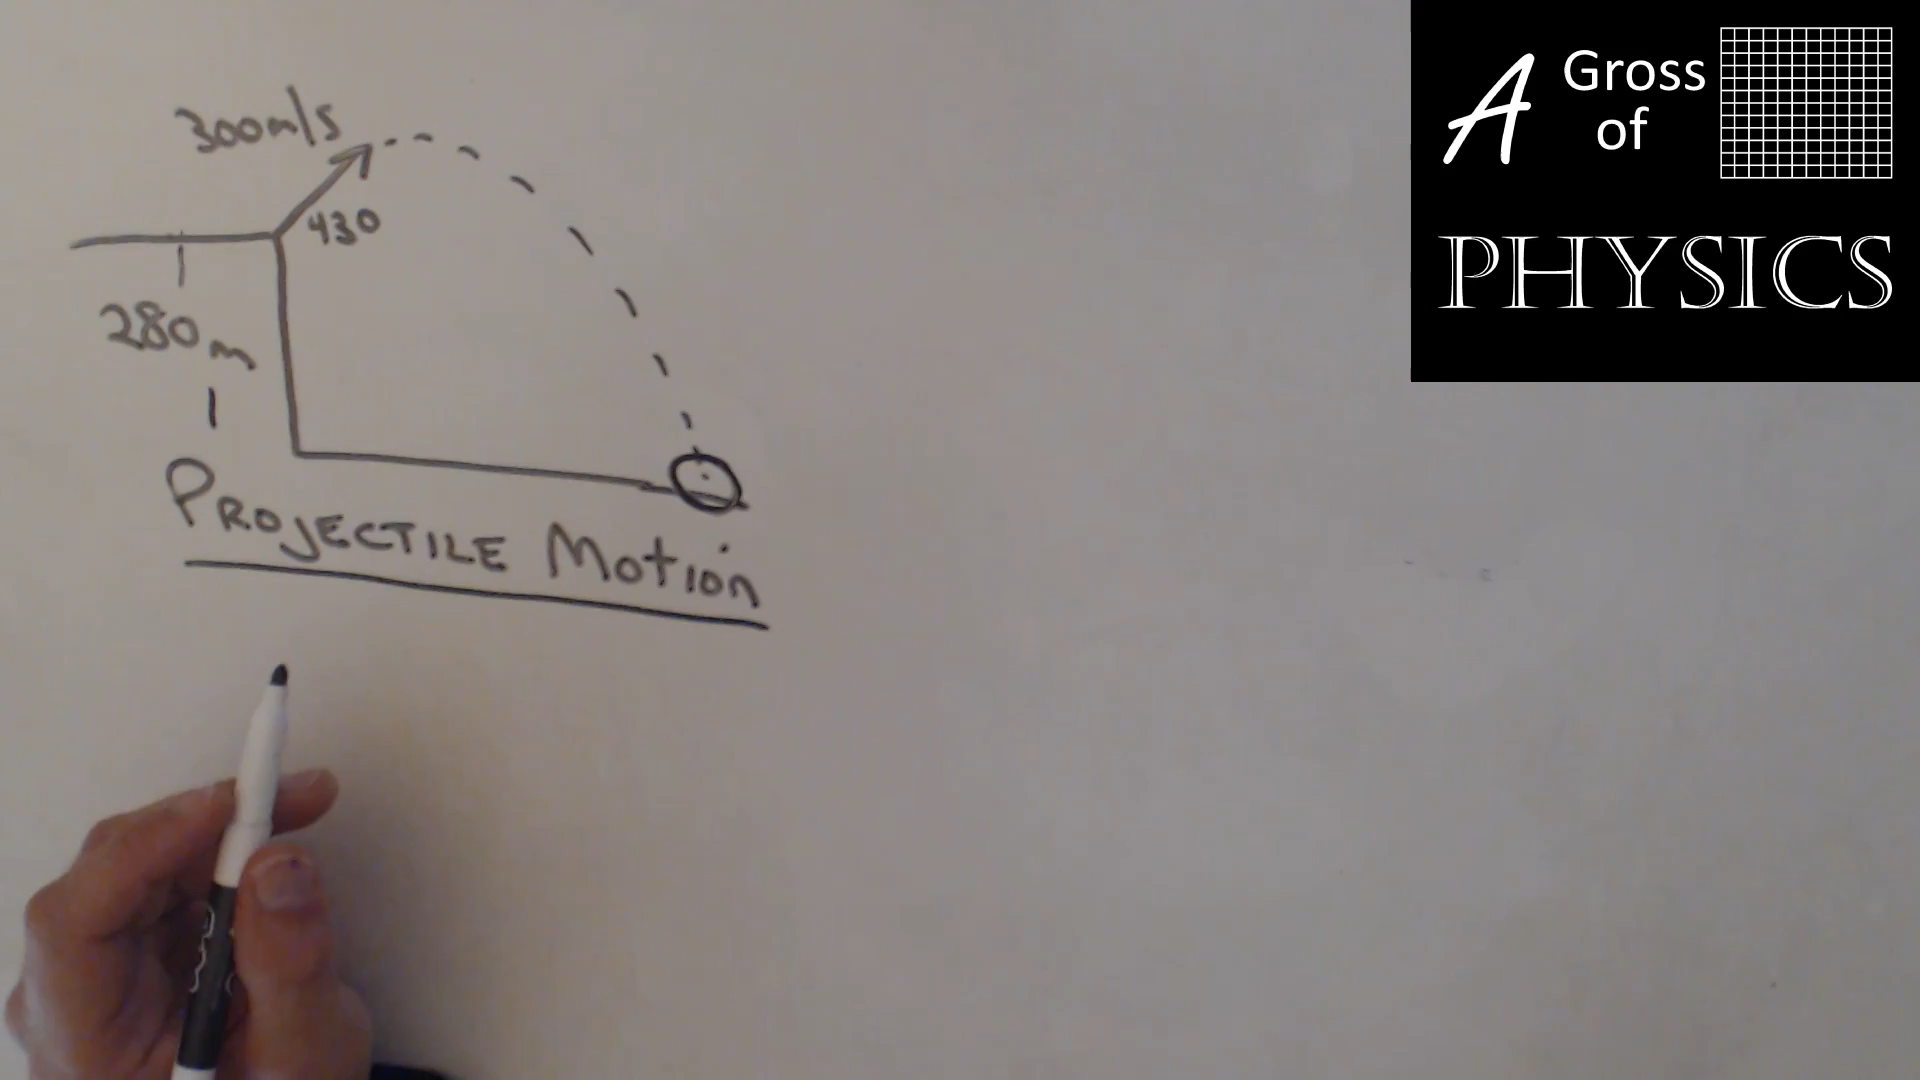 300m/s
430
280m
PROJECTILE MOTION
A Gross
of
PHYSICS